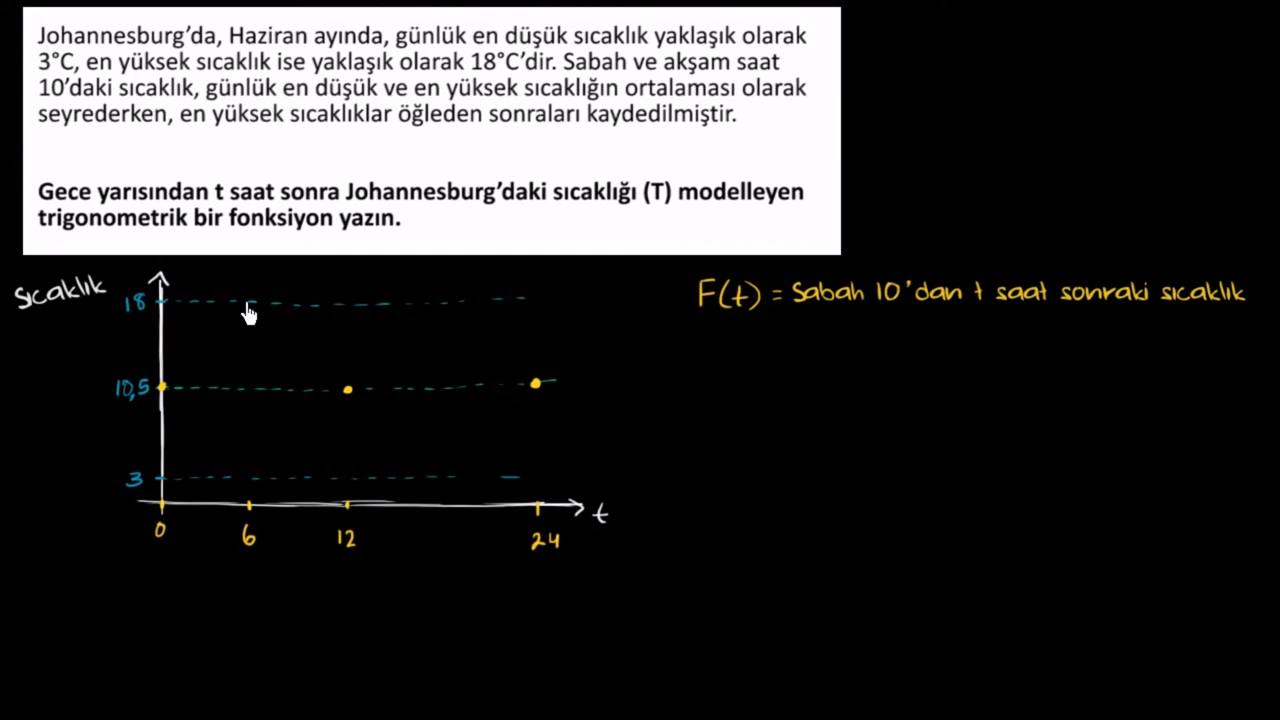 Johannesburg’da, Haziran ayında, günlük en düşük sıcaklık yaklaşık olarak
3°C, en yüksek sıcaklık ise yaklaşık olarak 18°C’dir. Sabah ve akşam saat
10’daki sıcaklık, günlük en düşük ve en yüksek sıcaklığın ortalaması olarak
seyrederken, en yüksek sıcaklıklar öğleden sonraları kaydedilmiştir.
Gece yarısından t saat sonra Johannesburg’daki sıcaklığı (T) modelleyen
trigonometrik bir fonksiyon yazın.
Sıcaklık
F(t) = Sabah 10’dan t saat sonraki sıcaklık
18
10,5
3
t
0 6 12 24